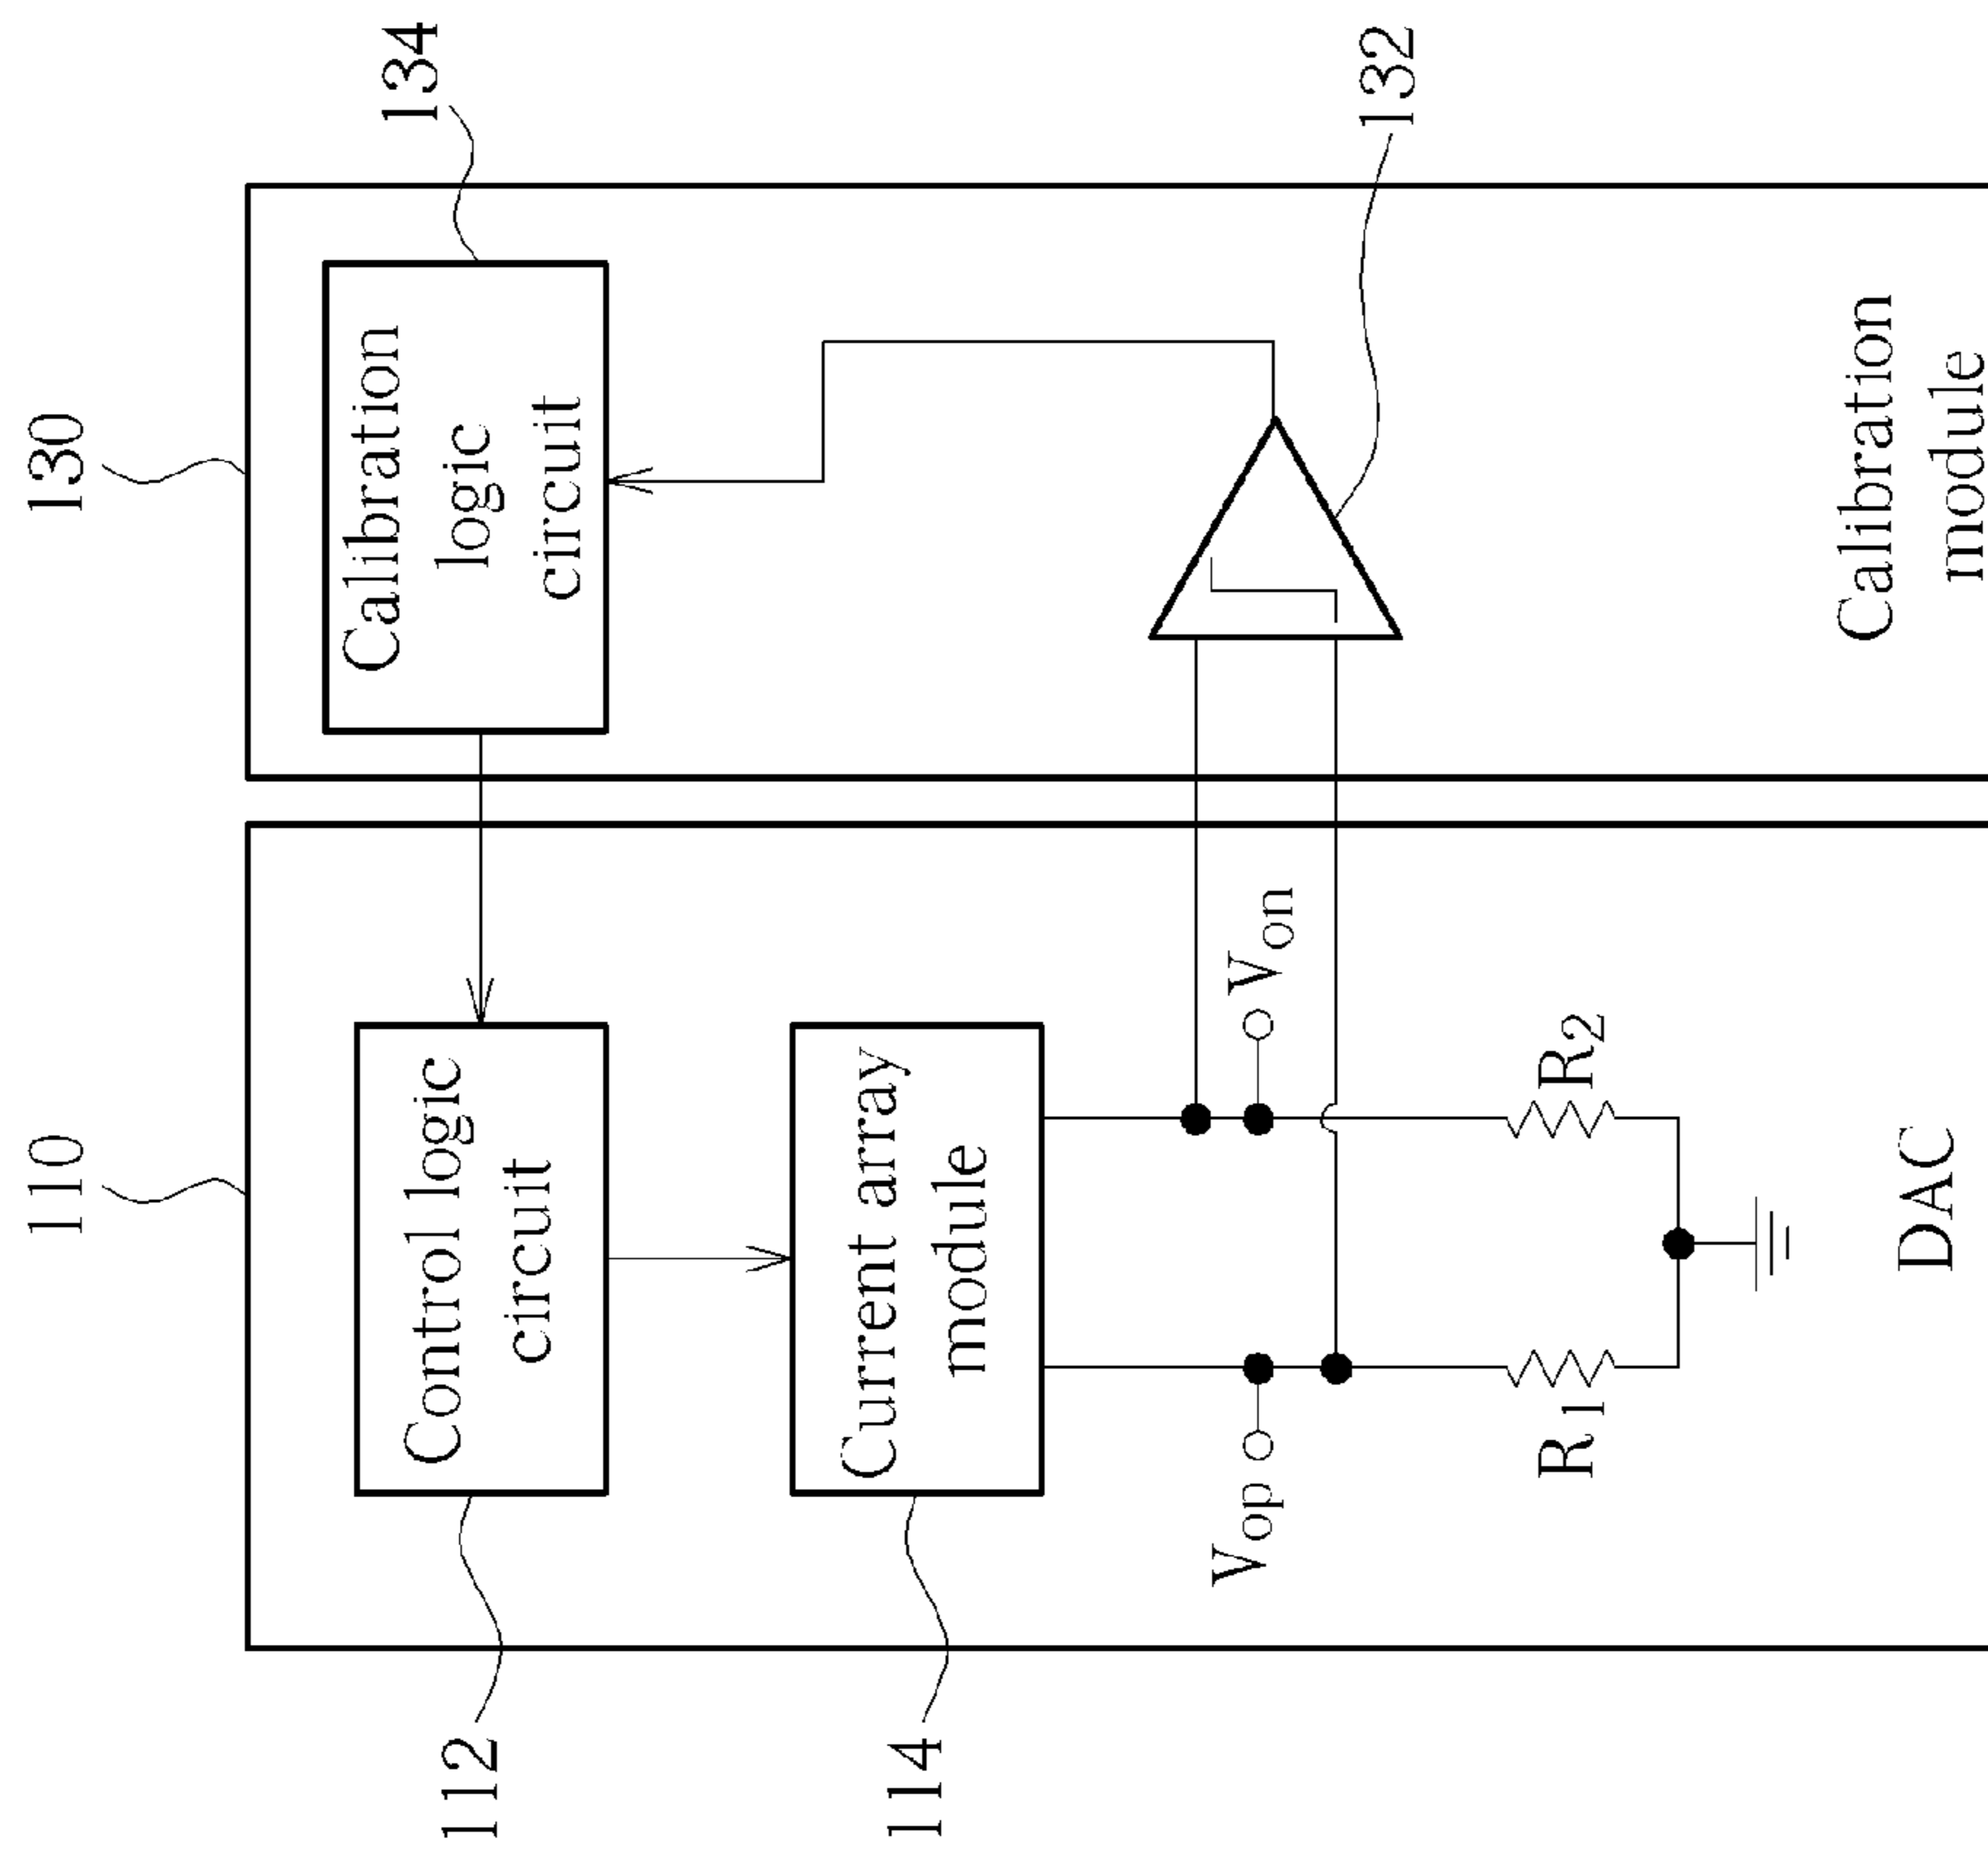 110
130
112
Control logic
circuit
Calibration
logic
circuit
134
114
Current array
module
Vop
Von
132
R1
R2
DAC
Calibration
module